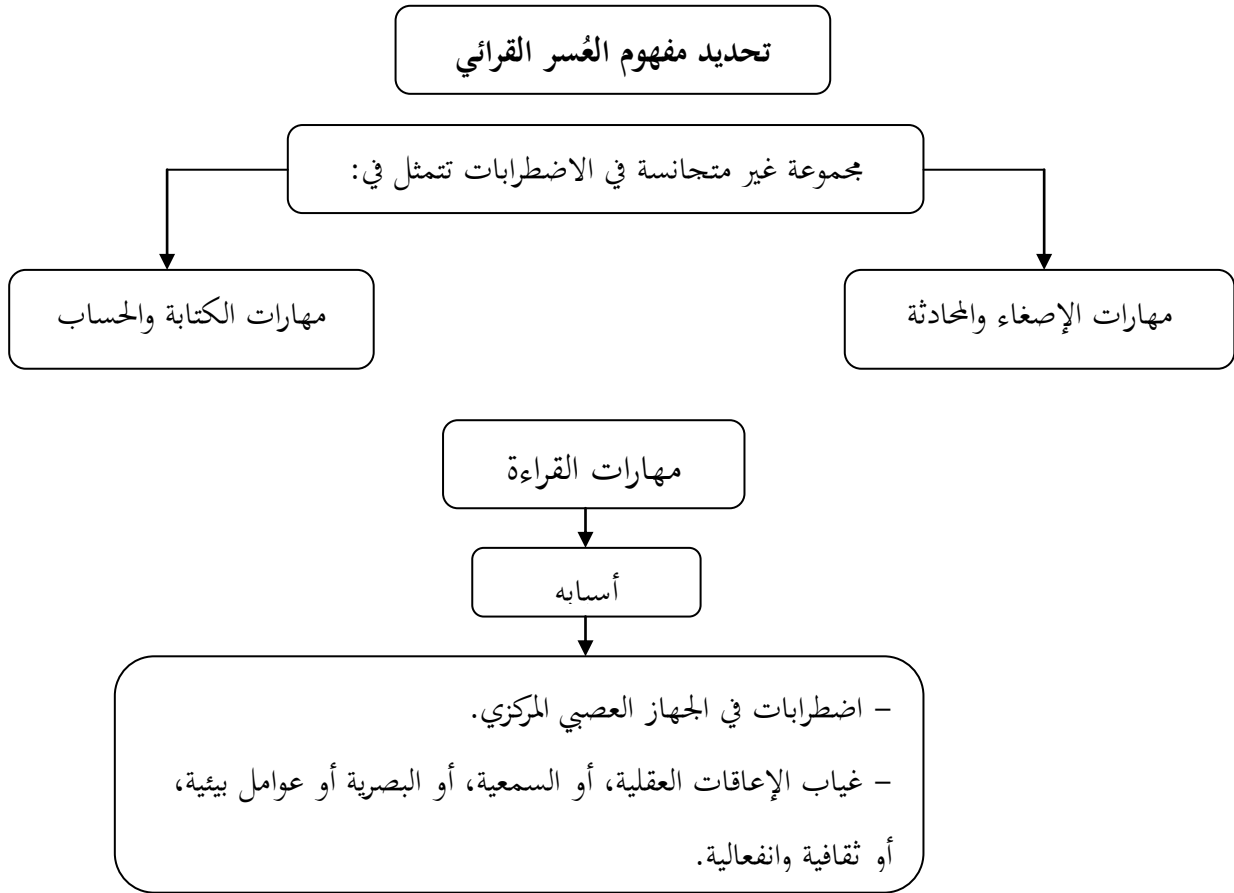 تحديد مفهوم العُسر القرائي
مجموعة غير متجانسة في الاضطرابات تتمثل في:
مهارات الإصغاء والمحادثة
مهارات الكتابة والحساب
مهارات القراءة
أسبابه
– اضطرابات في الجهاز العصبي المركزي.
– غياب الإعاقات العقلية، أو السمعية، أو البصرية أو عوامل بيئية،
أو ثقافية وانفعالية.